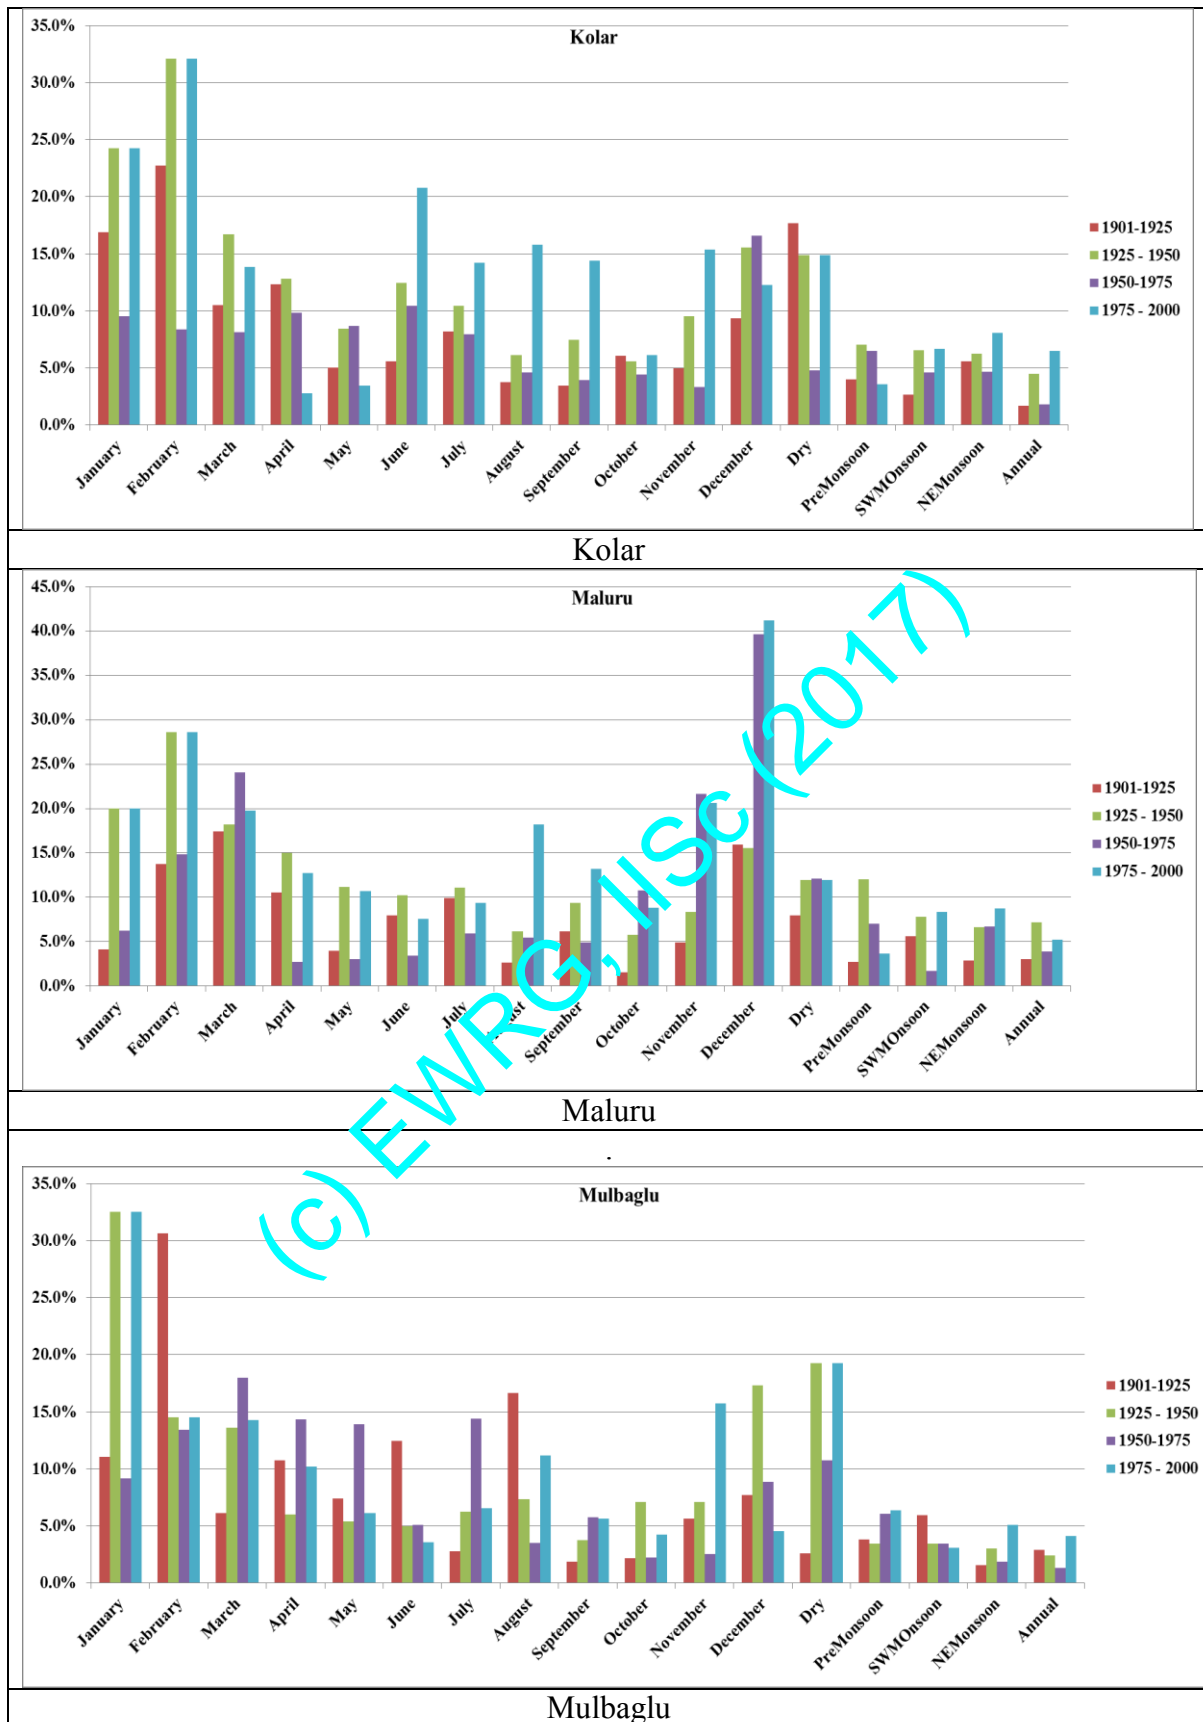 Kolar
35.0%
30.0%
25.0%
20.0%
15.0%
10.0%
5.0%
0.0%
January February March April May June July August September October November December Dry PreMonsoon SWMOnsoon NEMonsoon Annual
1901-1925
1925 - 1950
1950-1975
1975 - 2000
Kolar
Maluru
45.0%
40.0%
35.0%
30.0%
25.0%
20.0%
15.0%
10.0%
5.0%
0.0%
January February March April May June July August September October November December Dry PreMonsoon SWMOnsoon NEMonsoon Annual
1901-1925
1925 - 1950
1950-1975
1975 - 2000
Maluru
(c) EWRG, IISc (2017)
.
Mulbaglu
35.0%
30.0%
25.0%
20.0%
15.0%
10.0%
5.0%
0.0%
January February March April May June July August September October November December Dry PreMonsoon SWMOnsoon NEMonsoon Annual
1901-1925
1925 - 1950
1950-1975
1975 - 2000
Mulbaglu